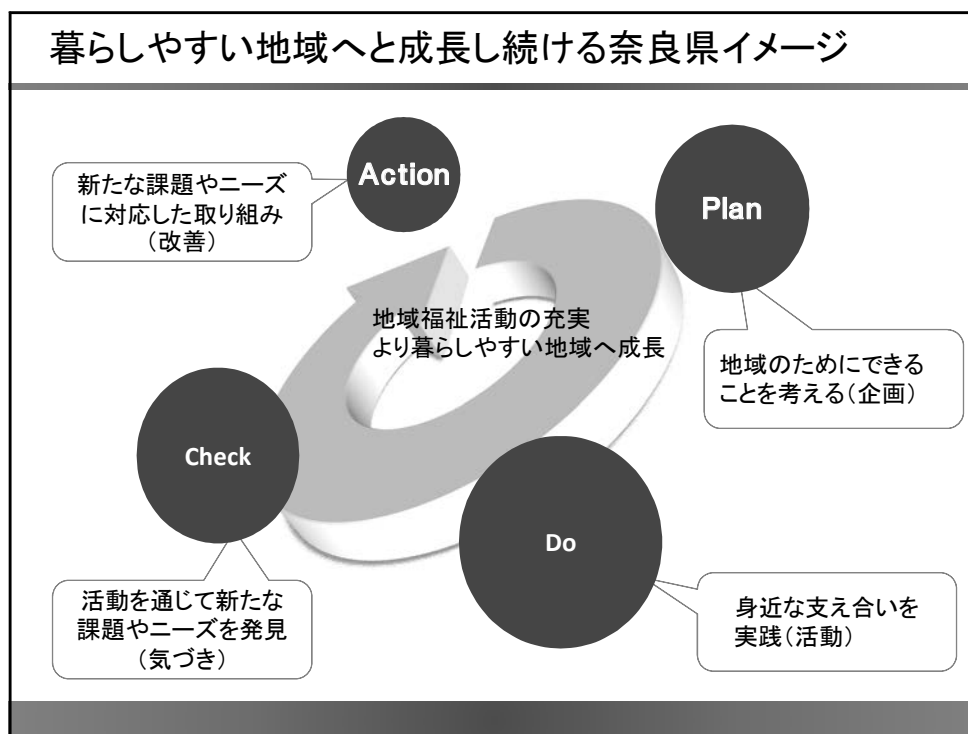 暮らしやすい地域へと成長し続ける奈良県イメージ
Action
新たな課題やニーズ
に対応した取り組み
（改善）
Plan
地域のためにできる
ことを考える（企画）
地域福祉活動の充実
より暮らしやすい地域へ成長
Check
活動を通じて新たな
課題やニーズを発見
（気づき）
Do
身近な支え合いを
実践（活動）